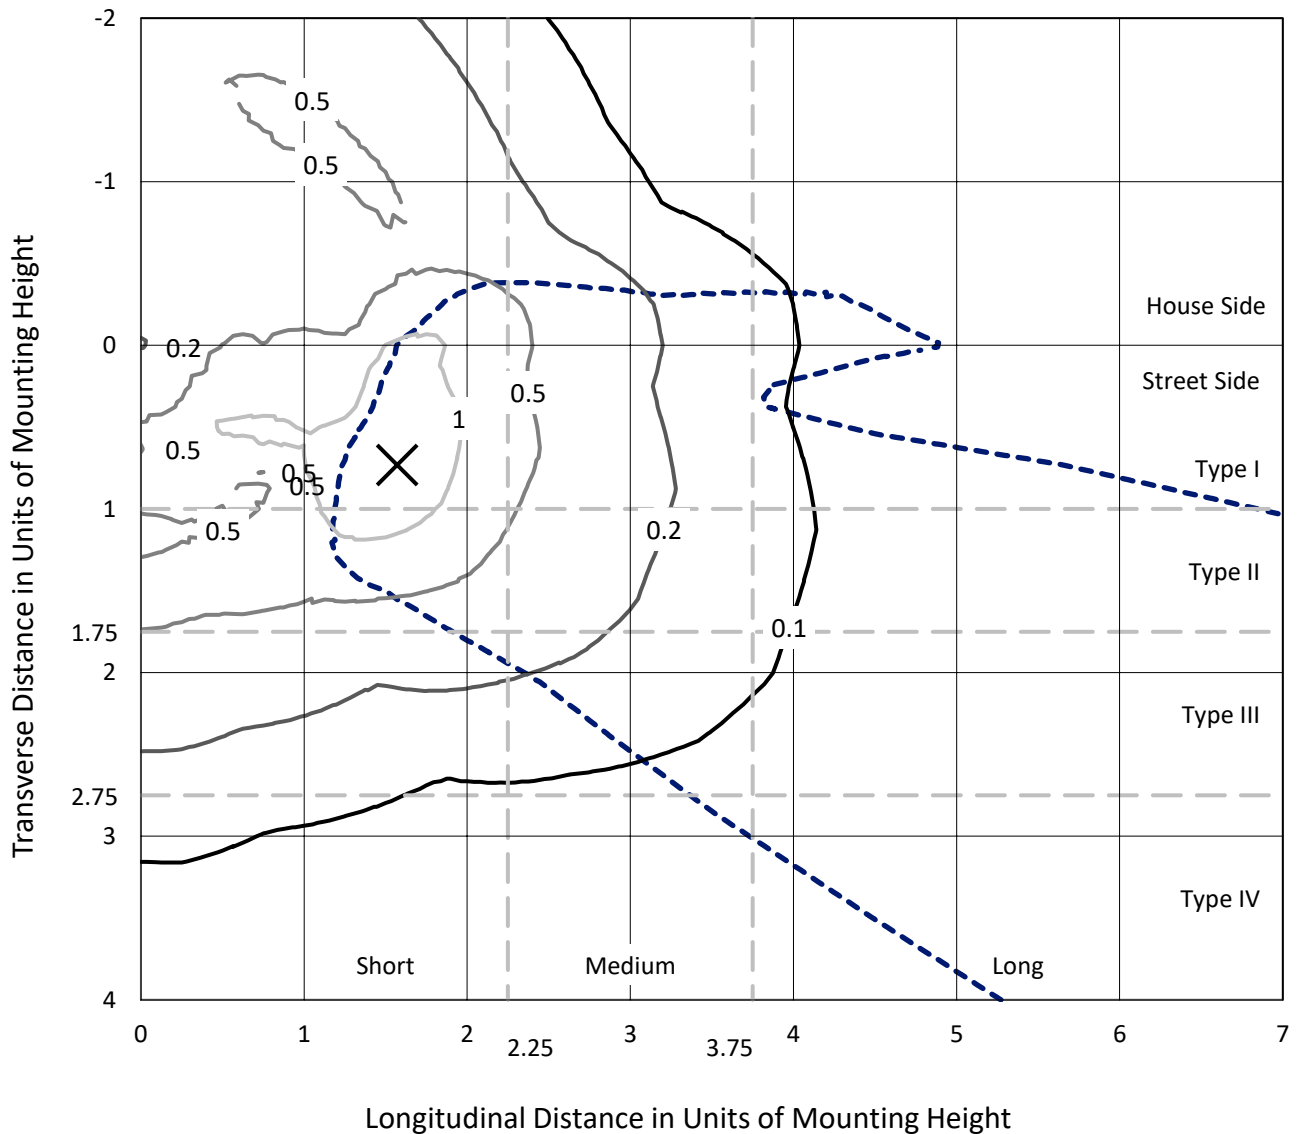 -2
0.5
-1
0.5
Transverse Distance in Units of Mounting Height
House Side
0
0.2
Street Side
0.5
1
0.5
Type I
0.5
0.5
1
0.5
0.2
Type II
1.75
0.1
2
Type III
2.75
3
Type IV
Short
Medium
Long
4
0
1
2
2.25
3
3.75
4
5
6
7
Longitudinal Distance in Units of Mounting Height